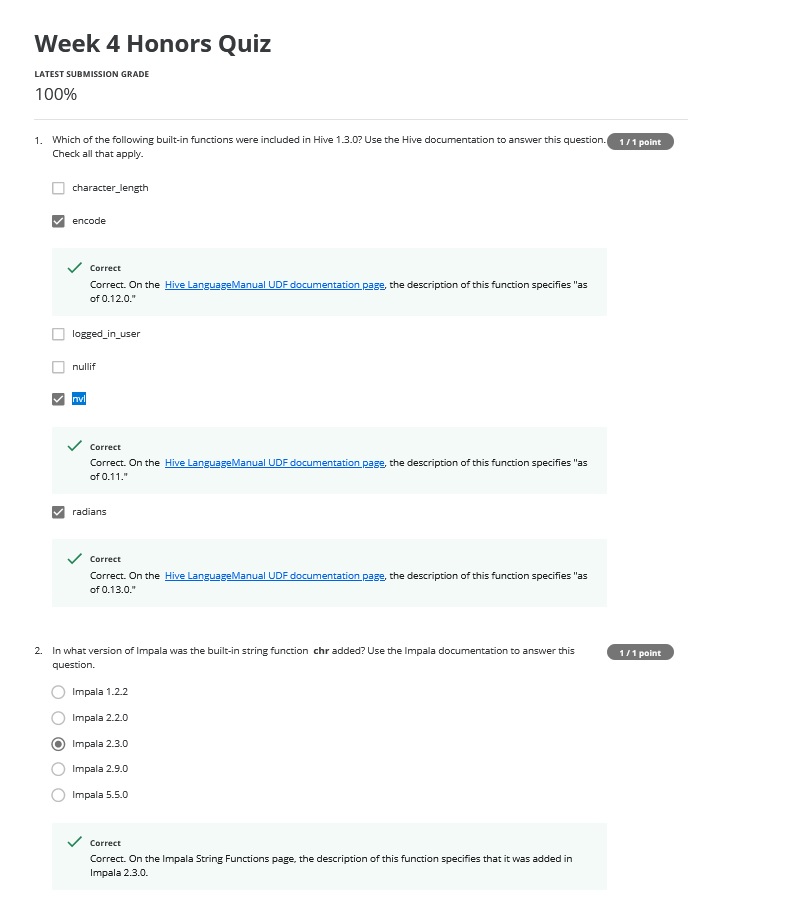 Week 4 Honors Quiz
LATEST SUBMISSION GRADE
100%
1. Which of the following built-in functions were included in Hive 1.3.0? Use the Hive documentation to answer this question. 1 / 1 point
Check all that apply.
character_length
encode
Correct
Correct. On the Hive LanguageManual UDF documentation page, the description of this function specifies "as
of 0.12.0."
logged_in_user
nullif
nvl
Correct
Correct. On the Hive LanguageManual UDF documentation page, the description of this function specifies "as
of 0.11."
radians
Correct
Correct. On the Hive LanguageManual UDF documentation page, the description of this function specifies "as
of 0.13.0."
2. In what version of Impala was the built-in string function chr added? Use the Impala documentation to answer this 1 / 1 point
question.
Impala 1.2.2
Impala 2.2.0
Impala 2.3.0
Impala 2.9.0
Impala 5.5.0
Correct
Correct. On the Impala String Functions page, the description of this function specifies that it was added in
Impala 2.3.0.